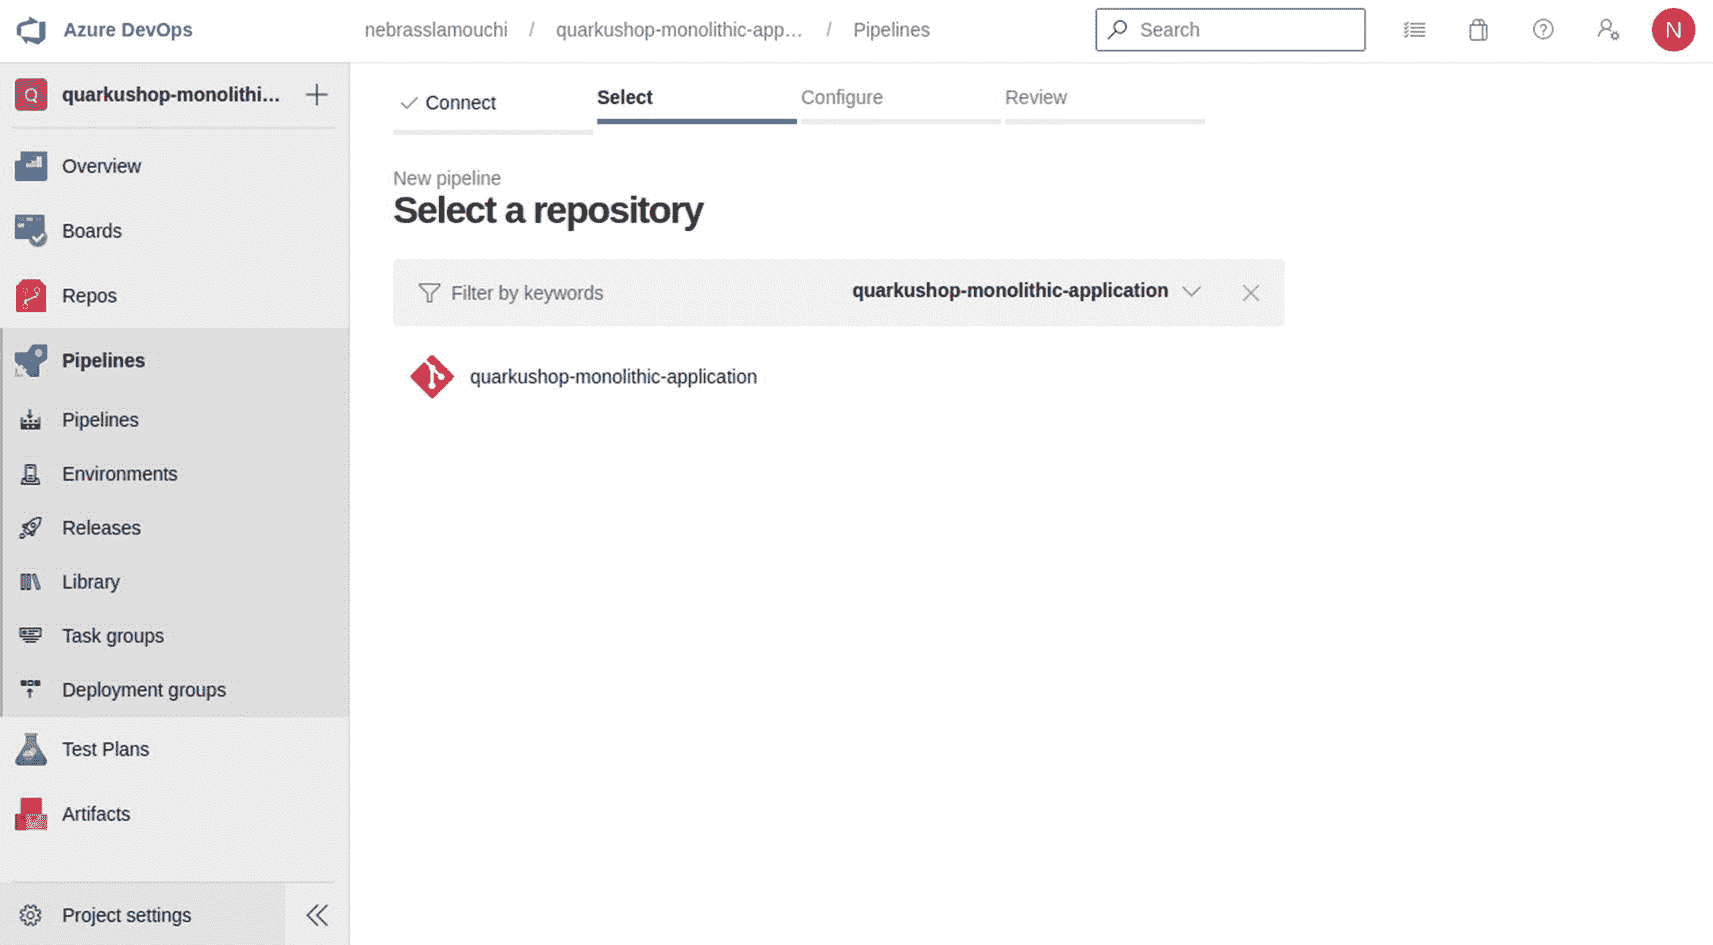 Azure DevOps
nebrasslamouchi / quarkushop-monolithic-app... / Pipelines
Search
N
Q
quarkushop-monolithi...
Overview
Boards
Repos
Pipelines
Pipelines
Environments
Releases
Library
Task groups
Deployment groups
Test Plans
Artifacts
Project settings
Connect
Select
Configure
Review
New pipeline
Select a repository
Filter by keywords
quarkushop-monolithic-application
quarkushop-monolithic-application